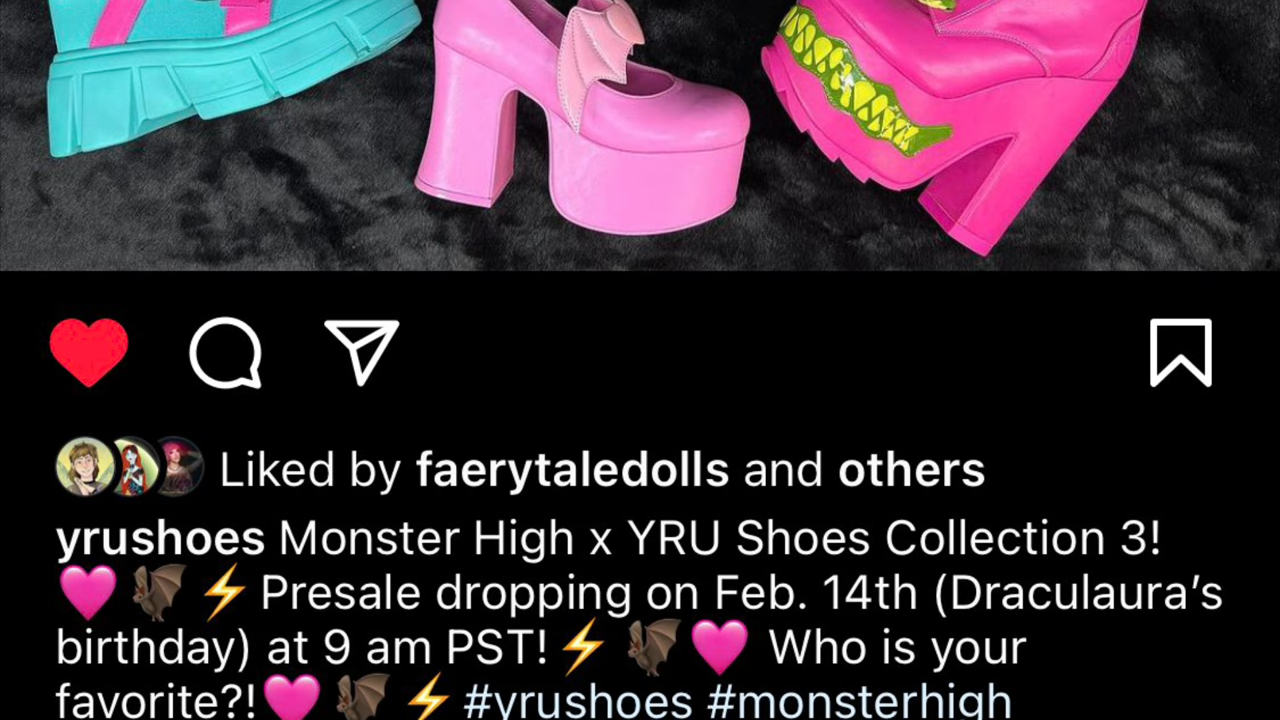 Liked by faerytaledolls and others
yrushoes Monster High x YRU Shoes Collection 3!
🩷🦇⚡Presale dropping on Feb. 14th (Draculaura’s
birthday) at 9 am PST!⚡🦇🩷 Who is your
favorite?!🩷🦇⚡#yrushoes #monsterhigh